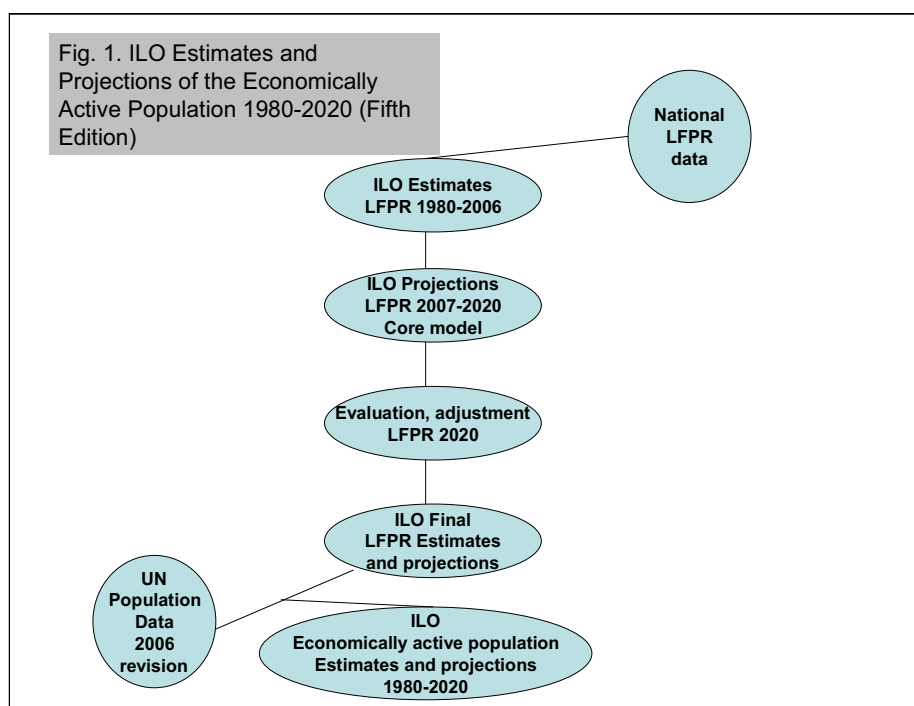 Fig. 1. ILO Estimates and
Projections of the Economically
Active Population 1980-2020 (Fifth
Edition)
National
LFPR
data
ILO Estimates
LFPR 1980-2006
ILO Projections
LFPR 2007-2020
Core model
Evaluation, adjustment
LFPR 2020
ILO Final
LFPR Estimates
and projections
UN
Population
Data
2006
revision
ILO
Economically active population
Estimates and projections
1980-2020